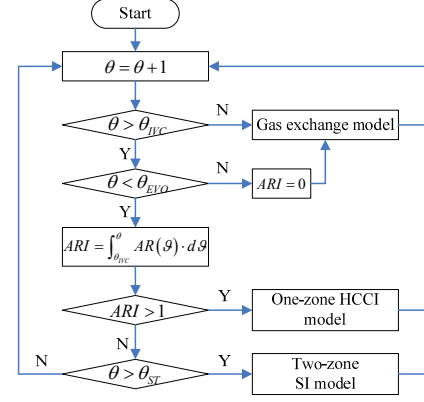 Start
θ = θ + 1
θ > θ_IVC
N
Gas exchange model
Y
θ < θ_EVO
N
ARI = 0
Y
ARI = ∫_{θ_IVC}^{θ} AR(ϑ)·dϑ
ARI > 1
Y
One-zone HCCI
model
N
N
θ > θ_ST
Y
Two-zone
SI model